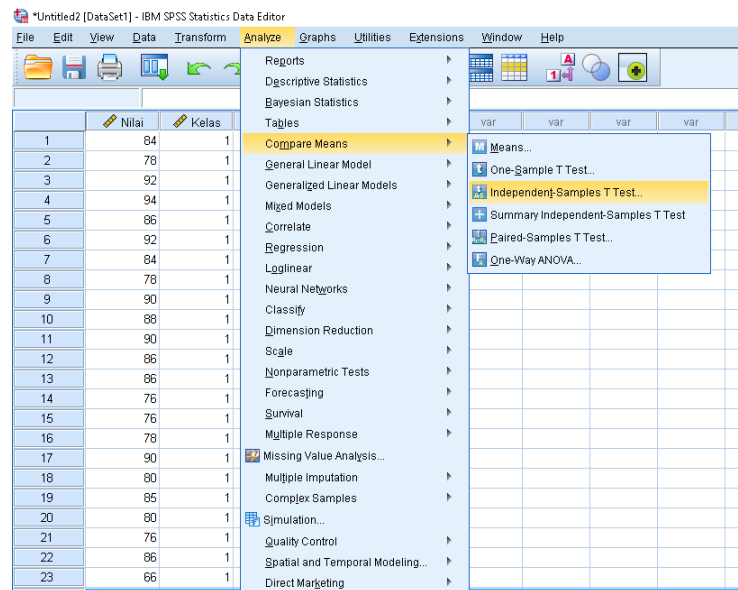 *Untitled2 [DataSet1] - IBM SPSS Statistics Data Editor
File Edit View Data Transform Analyze Graphs Utilities Extensions Window Help
Reports
Descriptive Statistics
Bayesian Statistics
Tables
Compare Means
General Linear Model
Generalized Linear Models
Mixed Models
Correlate
Regression
Loglinear
Neural Networks
Classify
Dimension Reduction
Scale
Nonparametric Tests
Forecasting
Survival
Multiple Response
Missing Value Analysis...
Multiple Imputation
Complex Samples
Simulation...
Quality Control
Spatial and Temporal Modeling...
Direct Marketing
Means...
One-Sample T Test...
Independent-Samples T Test...
Summary Independent-Samples T Test
Paired-Samples T Test...
One-Way ANOVA...
Nilai Kelas var var var var
1 84 1
2 78 1
3 92 1
4 94 1
5 86 1
6 92 1
7 84 1
8 78 1
9 90 1
10 88 1
11 90 1
12 86 1
13 86 1
14 76 1
15 76 1
16 78 1
17 90 1
18 80 1
19 85 1
20 80 1
21 76 1
22 86 1
23 66 1